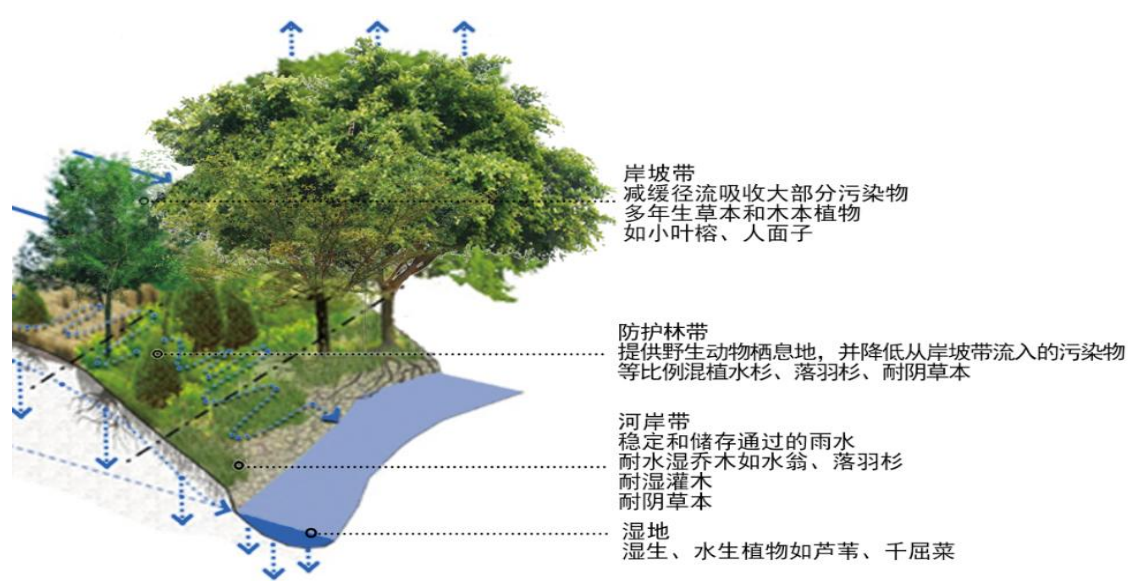 岸坡带
减缓径流吸收大部分污染物
多年生草本和木本植物
如小叶榕、人面子
防护林带
提供野生动物栖息地，并降低从岸坡带流入的污染物
等比例混植水杉、落羽杉、耐阴草本
河岸带
稳定和储存通过的雨水
耐水湿乔木如水翁、落羽杉
耐湿灌木
耐阴草本
湿地
湿生、水生植物如芦苇、千屈菜